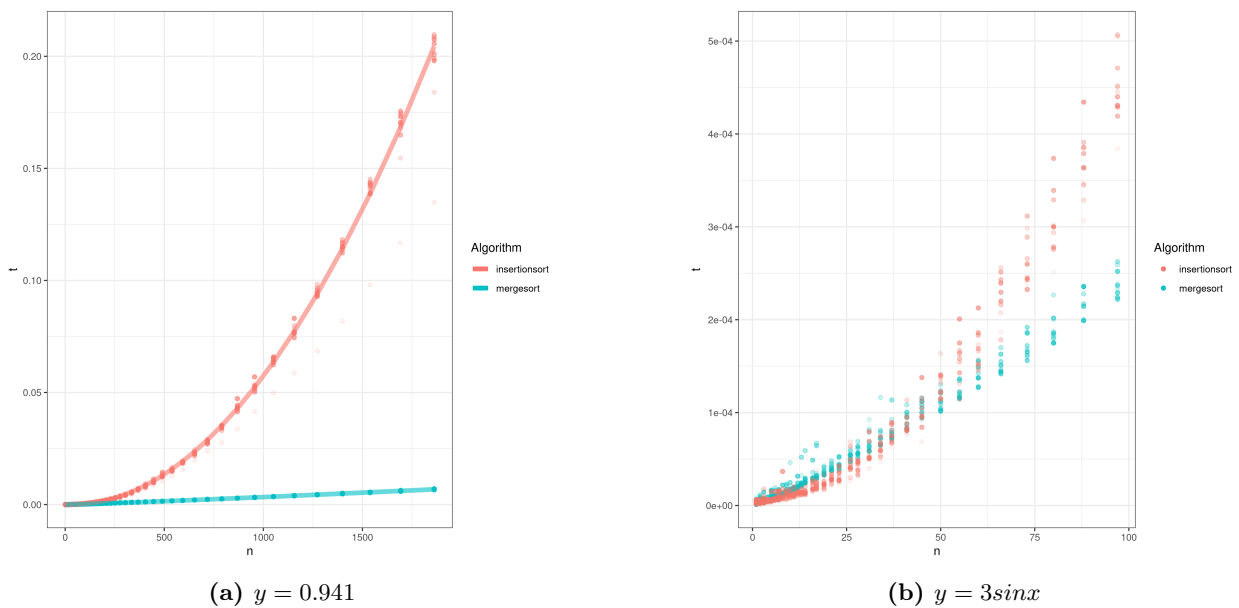 0.20
0.15
0.10
0.05
0.00
t
0
500
1000
1500
n
Algorithm
insertionsort
mergesort
(a) y = 0.941
5e-04
4e-04
3e-04
2e-04
1e-04
0e+00
t
0
25
50
75
100
n
Algorithm
insertionsort
mergesort
(b) y = 3sinx